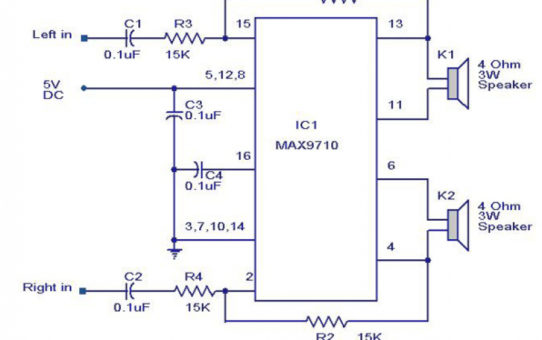 C1
R3
15
13
Left in
0.1uF
15K
K1
4 Ohm
3W
Speaker
5V
DC
5,12,8
C3
0.1uF
11
IC1
MAX9710
16
C4
0.1uF
6
K2
4 Ohm
3W
Speaker
3,7,10,14
4
C2
R4
2
Right in
0.1uF
15K
R2
15K